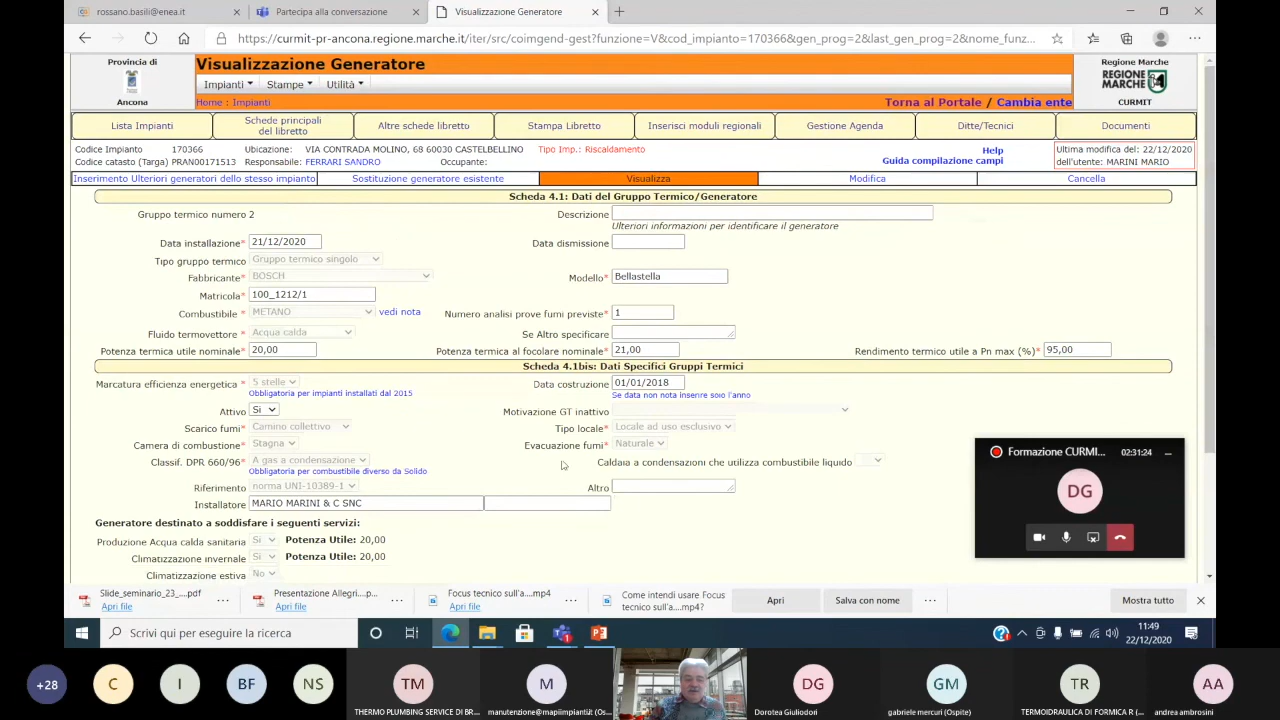 rossano.basili@enea.it
Partecipa alla conversazione
Visualizzazione Generatore
https://curmit-pr-ancona.regione.marche.it/iter/src/coimgend-gest?funzione=V&cod_impianto=170366&gen_prog=2&last_gen_prog=2&nome_funz...
Provincia di
Ancona
Visualizzazione Generatore
Impianti
Stampe
Utilità
Home : Impianti
Torna al Portale / Cambia ente
Regione Marche
REGIONE
MARCHE
CURMIT
Lista Impianti
Schede principali
del libretto
Altre schede libretto
Stampa Libretto
Inserisci moduli regionali
Gestione Agenda
Ditte/Tecnici
Documenti
Codice Impianto 170366 Ubicazione: VIA CONTRADA MOLINO, 68 60030 CASTELBELLINO Tipo Imp.: Riscaldamento
Codice catasto (Targa) PRAN00171513 Responsabile: FERRARI SANDRO Occupante:
Help
Guida compilazione campi
Ultima modifica del: 22/12/2020
dell'utente: MARINI MARIO
Inserimento Ulteriori generatori dello stesso impianto
Sostituzione generatore esistente
Visualizza
Modifica
Cancella
Scheda 4.1: Dati del Gruppo Termico/Generatore
Gruppo termico numero 2
Descrizione
Ulteriori informazioni per identificare il generatore
Data installazione* 21/12/2020
Data dismissione
Tipo gruppo termico Gruppo termico singolo
Fabbricante* BOSCH
Modello* Bellastella
Matricola* 100_1212/1
Combustibile* METANO vedi nota
Numero analisi prove fumi previste* 1
Fluido termovettore* Acqua calda
Se Altro specificare
Potenza termica utile nominale* 20,00
Potenza termica al focolare nominale* 21,00
Rendimento termico utile a Pn max (%)* 95,00
Scheda 4.1bis: Dati Specifici Gruppi Termici
Marcatura efficienza energetica * 5 stelle
Obbligatoria per impianti installati dal 2015
Data costruzione 01/01/2018
Se data non nota inserire solo l'anno
Attivo Si
Motivazione GT inattivo
Scarico fumi* Camino collettivo
Tipo locale* Locale ad uso esclusivo
Camera di combustione* Stagna
Evacuazione fumi* Naturale
Classif. DPR 660/96* A gas a condensazione
Obbligatoria per combustibile diverso da Solido
Caldaia a condensazioni che utilizza combustibile liquido
Riferimento norma UNI-10389-1
Altro
Installatore MARIO MARINI & C SNC
Generatore destinato a soddisfare i seguenti servizi:
Produzione Acqua calda sanitaria Si Potenza Utile: 20,00
Climatizzazione invernale Si Potenza Utile: 20,00
Climatizzazione estiva No
Formazione CURMI... 02:31:24
DG
Slide_seminario_23_....pdf
Apri file
Presentazione Allegri....p...
Apri file
Focus tecnico sull'a....mp4
Apri file
Come intendi usare Focus
tecnico sull'a....mp4?
Apri
Salva con nome
Mostra tutto
Scrivi qui per eseguire la ricerca
11:49
22/12/2020
+28
C
I
BF
NS
TM
THERMO PLUMBING SERVICE DI BR...
M
manutenzione@mapiimpianti.it (Os...
DG
Dorotea Giuliodori
GM
gabriele mercuri (Ospite)
TR
TERMOIDRAULICA DI FORMICA R (...
AA
andrea ambrosini